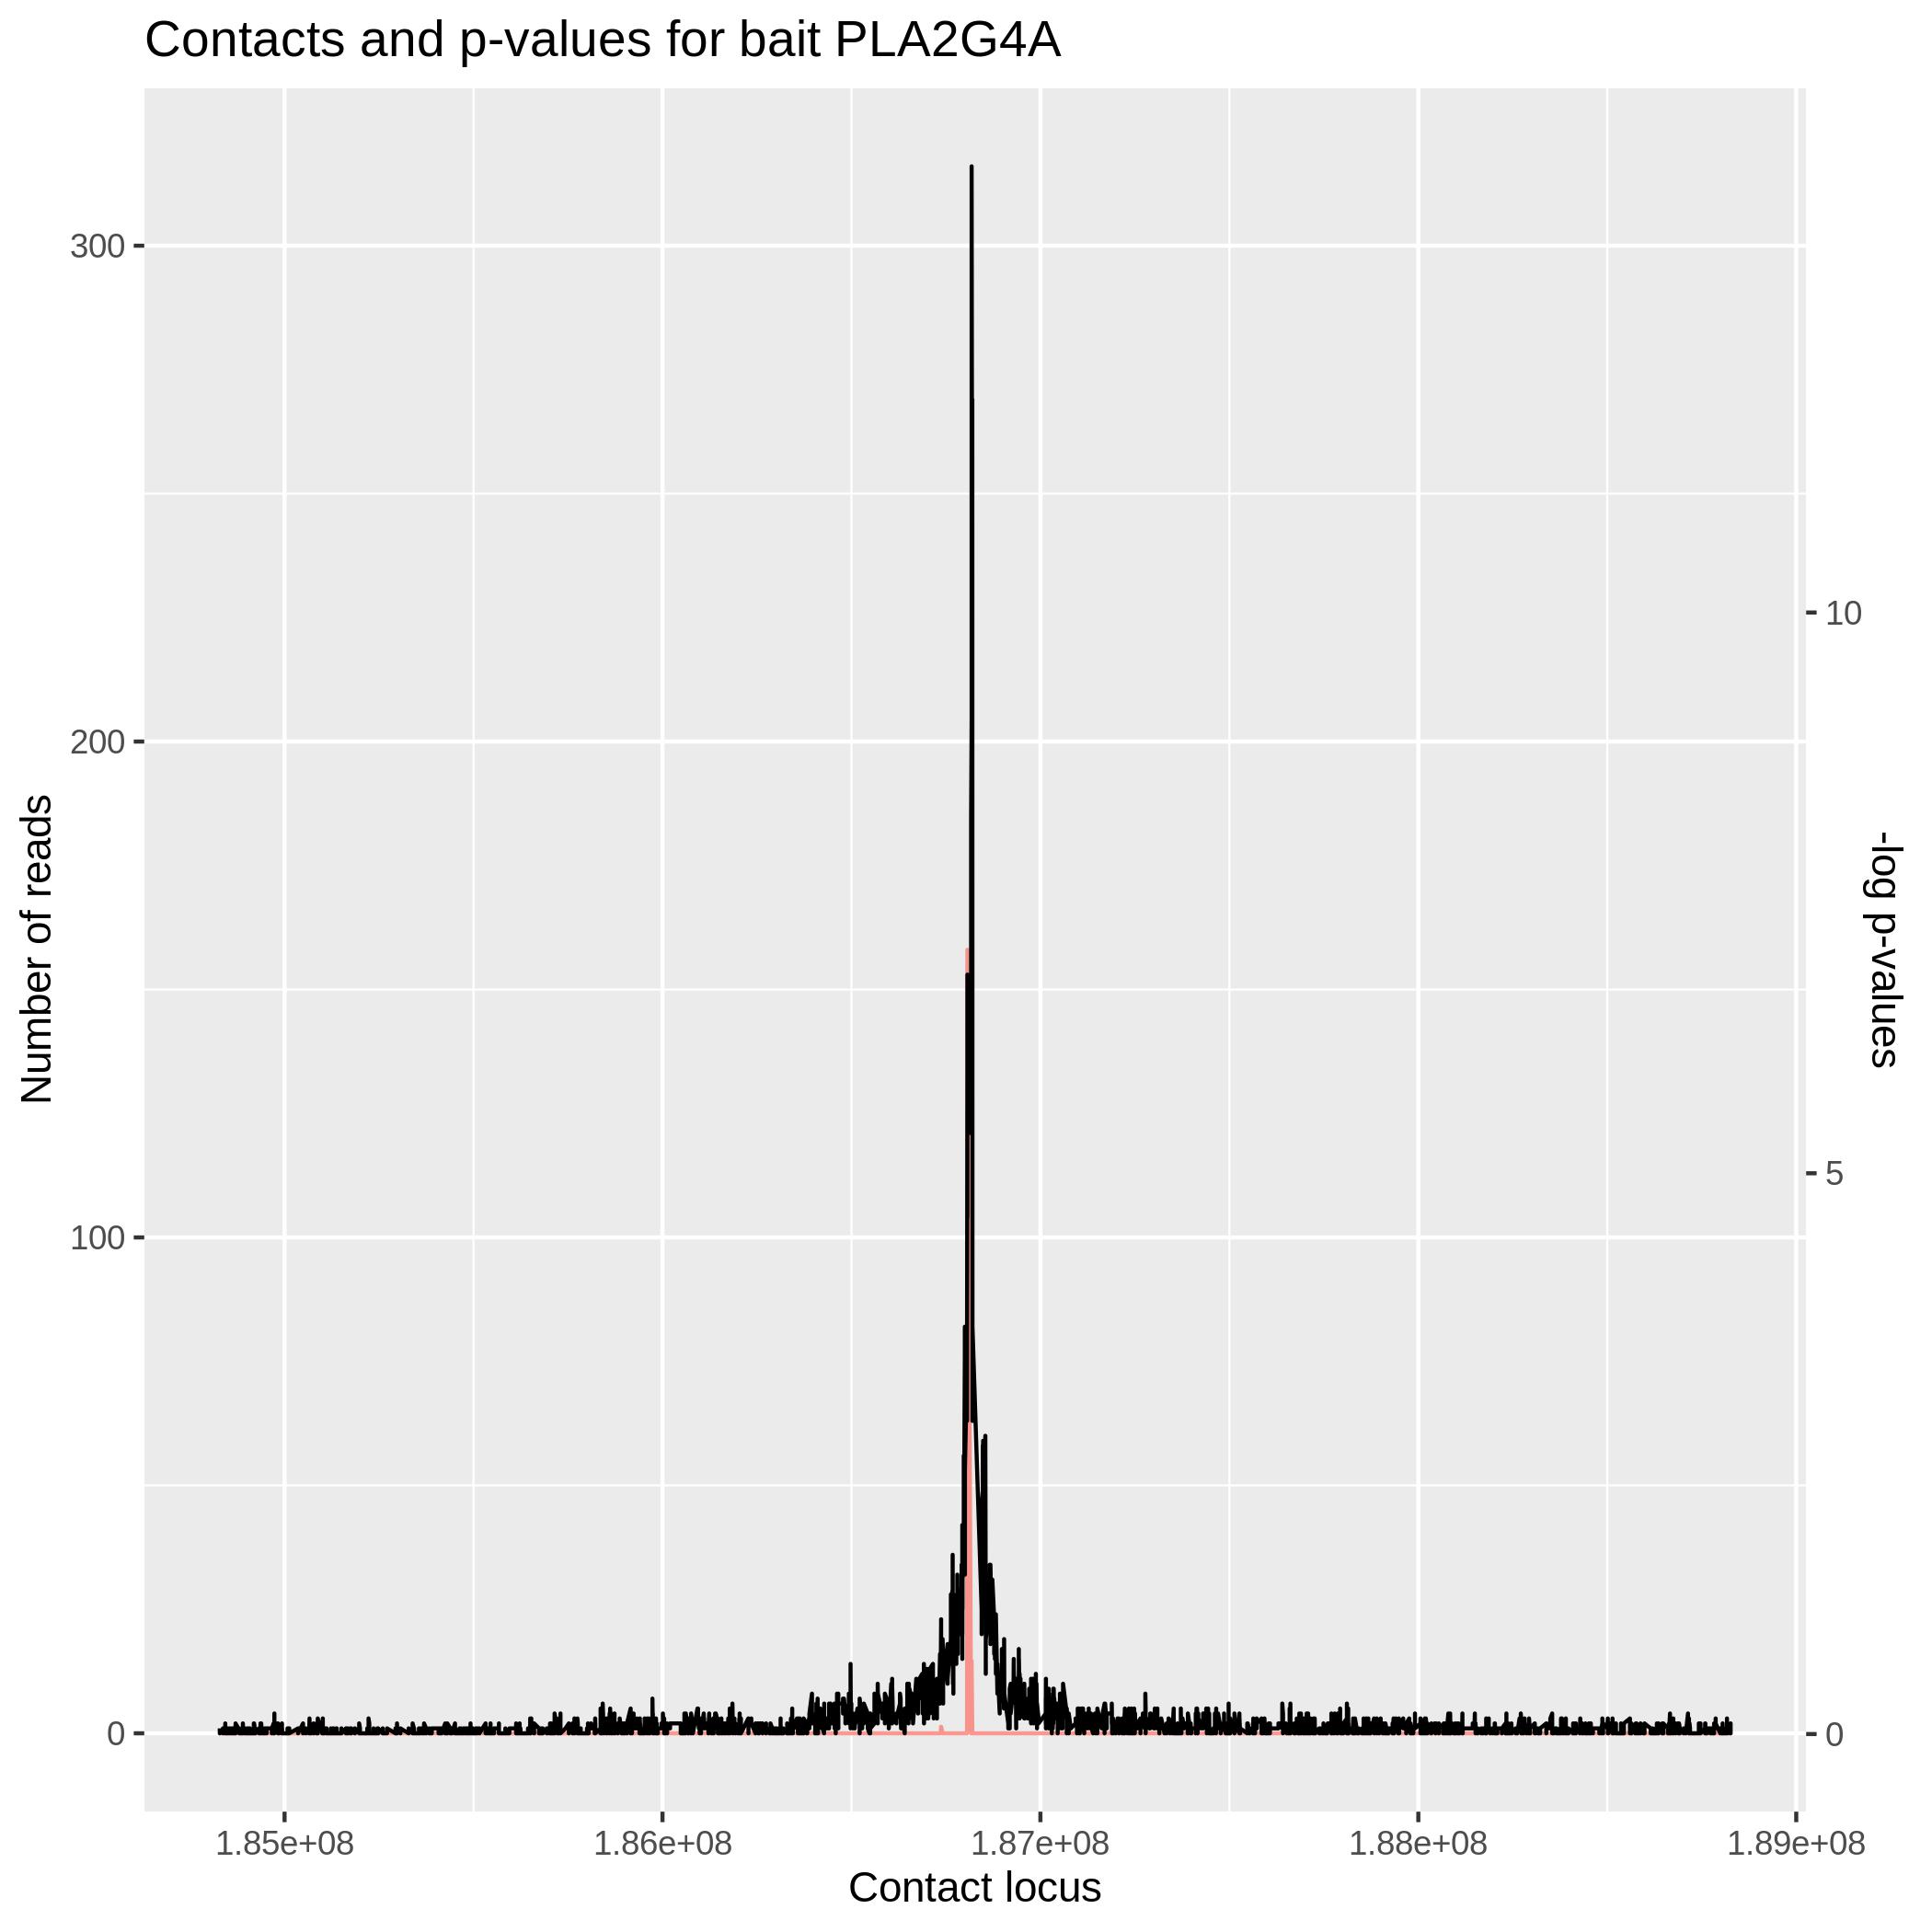 Contacts and p-values for bait PLA2G4A
300
200
100
0
Number of reads
10
5
0
-log p-values
1.85e+08
1.86e+08
1.87e+08
1.88e+08
1.89e+08
Contact locus